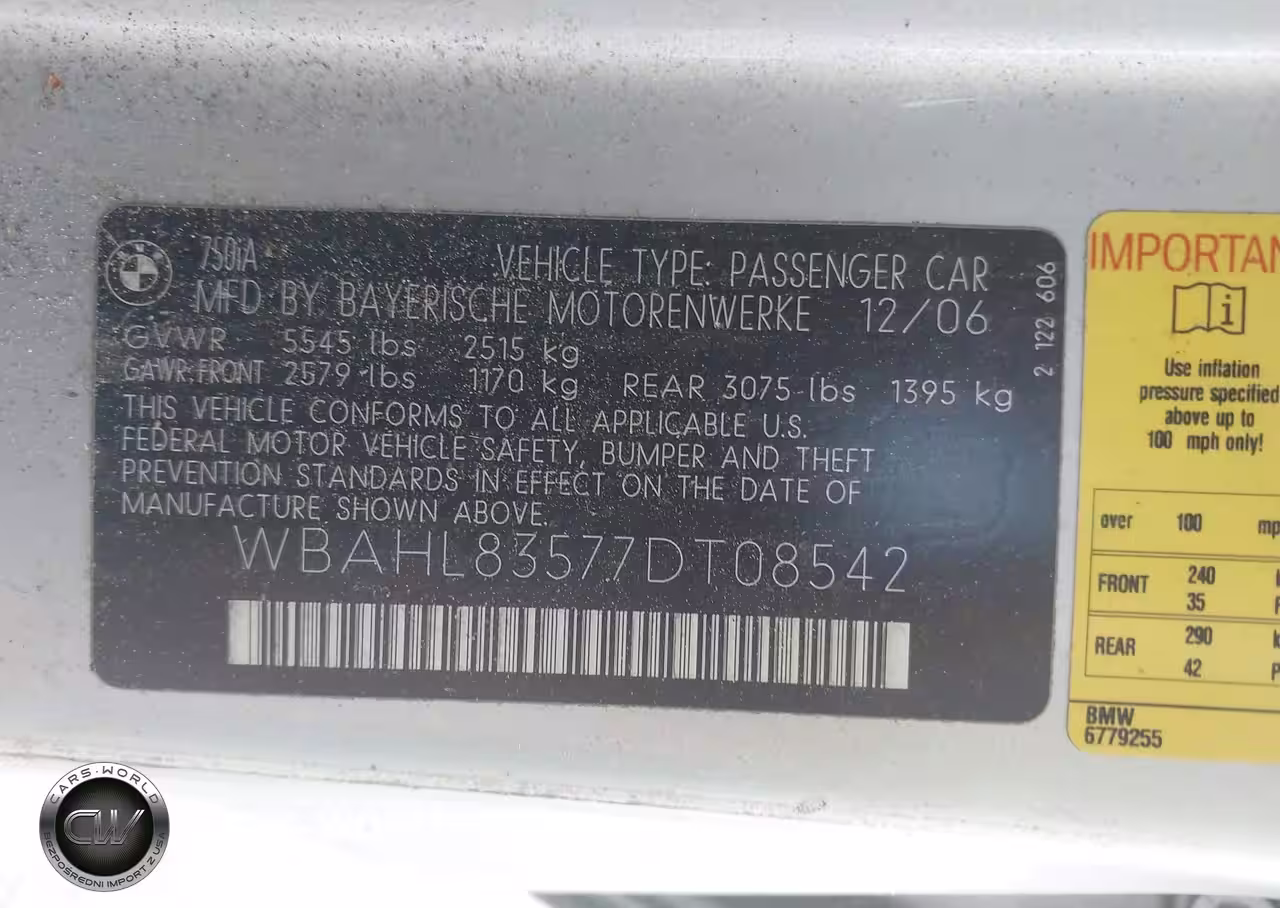 750iA
VEHICLE TYPE: PASSENGER CAR
MFD BY BAYERISCHE MOTORENWERKE 12/06
GVWR 5545 lbs 2515 kg
GAWR FRONT 2579 lbs 1170 kg REAR 3075 lbs 1395 kg
THIS VEHICLE CONFORMS TO ALL APPLICABLE U.S.
FEDERAL MOTOR VEHICLE SAFETY, BUMPER AND THEFT
PREVENTION STANDARDS IN EFFECT ON THE DATE OF
MANUFACTURE SHOWN ABOVE.
WBAHL83577DT08542
2 122 606
IMPORTAN
i
Use inflation
pressure specified
above up to
100 mph only!
over 100 mp
FRONT 240
35
REAR 290
42
BMW
6779255
CARS·WORLD
CW
BEZPOŚREDNI IMPORT Z USA